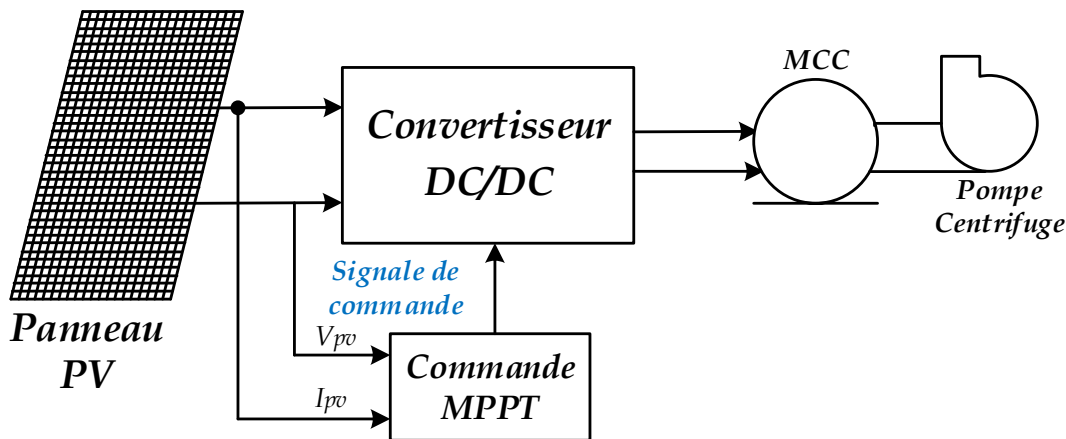 Panneau
PV
Convertisseur
DC/DC
Signale de
commande
Vpv
Ipv
Commande
MPPT
MCC
Pompe
Centrifuge